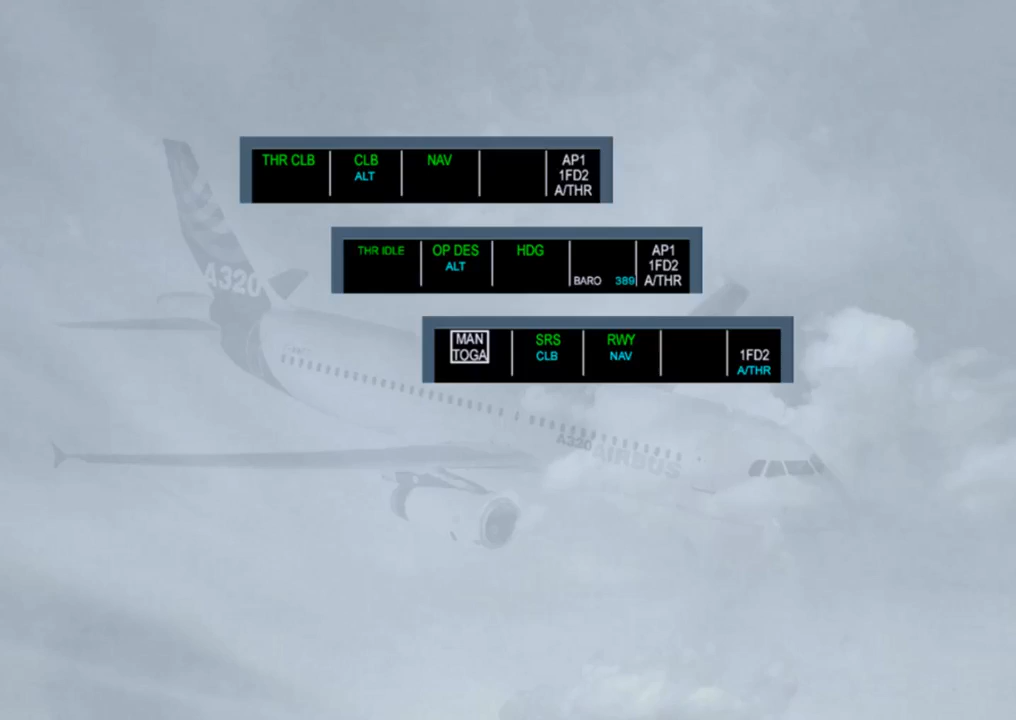 THR CLB CLB NAV AP1
ALT 1FD2
A/THR
THR IDLE OP DES HDG AP1
ALT 1FD2
BARO 389 A/THR
MAN SRS RWY
TOGA CLB NAV 1FD2
A/THR
A320
A320 AIRBUS